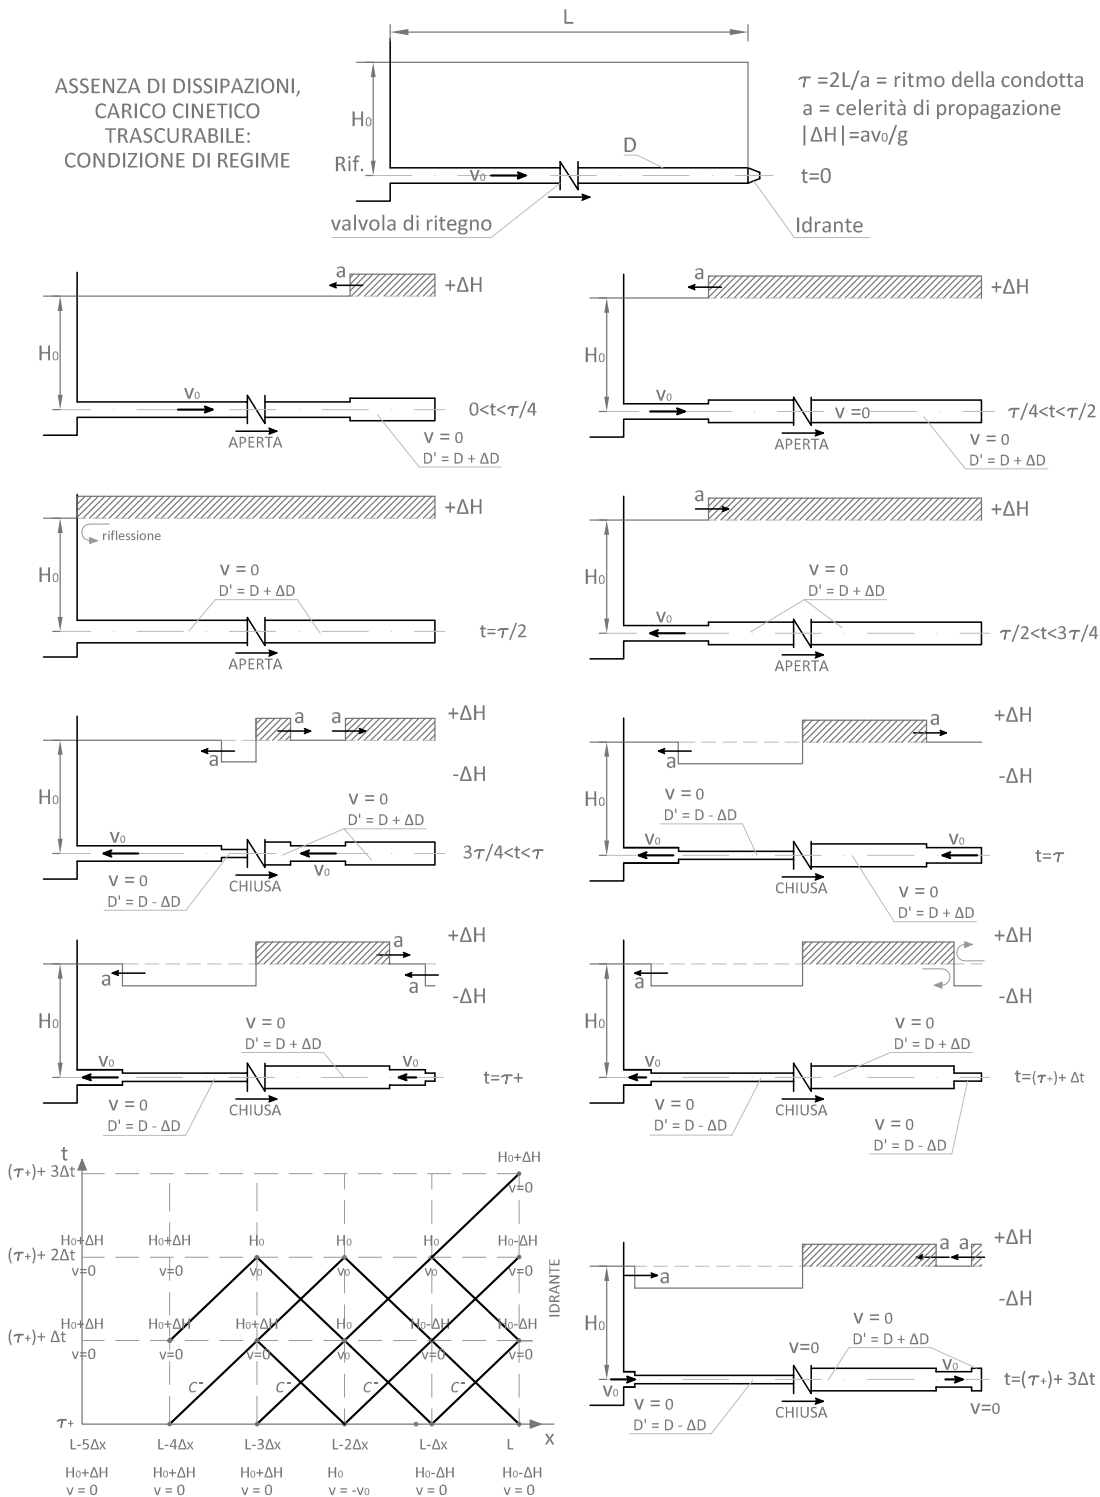 L
ASSENZA DI DISSIPAZIONI,
CARICO CINETICO
TRASCURABILE:
CONDIZIONE DI REGIME
τ =2L/a = ritmo della condotta
a = celerità di propagazione
|ΔH|=av₀/g
H₀
D
Rif.
v₀
t=0
valvola di ritegno
Idrante
a
+ΔH
H₀
v₀
0<t<τ/4
APERTA
v = 0
D' = D + ΔD
a
+ΔH
H₀
v₀
v =0
τ/4<t<τ/2
APERTA
v = 0
D' = D + ΔD
+ΔH
riflessione
H₀
v = 0
D' = D + ΔD
t=τ/2
APERTA
a
+ΔH
H₀
v = 0
D' = D + ΔD
v₀
τ/2<t<3τ/4
APERTA
a
a
+ΔH
a
-ΔH
H₀
v = 0
D' = D + ΔD
v₀
3τ/4<t<τ
v₀
v = 0
D' = D - ΔD
CHIUSA
+ΔH
a
a
-ΔH
H₀
v = 0
D' = D - ΔD
v₀
v₀
t=τ
CHIUSA
v = 0
D' = D + ΔD
+ΔH
a
a
a
-ΔH
H₀
v = 0
D' = D + ΔD
v₀
v₀
t=τ+
v = 0
D' = D - ΔD
CHIUSA
+ΔH
a
-ΔH
H₀
v = 0
D' = D + ΔD
v₀
t=(τ+)+ Δt
v = 0
D' = D - ΔD
CHIUSA
v = 0
D' = D - ΔD
t
(τ+)+ 3Δt
H₀+ΔH
v=0
(τ+)+ 2Δt
H₀+ΔH H₀+ΔH H₀ H₀ H₀ H₀-ΔH
v=0 v=0 v₀ v₀ v₀ v=0
(τ+)+ Δt
H₀+ΔH H₀+ΔH H₀+ΔH H₀ H₀-ΔH H₀-ΔH
v=0 v=0 v=0 v₀ v=0 v=0
IDRANTE
C⁻ C⁻ C⁻ C⁻
τ+
x
L-5Δx L-4Δx L-3Δx L-2Δx L-Δx L
H₀+ΔH H₀+ΔH H₀+ΔH H₀ H₀-ΔH H₀-ΔH
v = 0 v = 0 v = 0 v = -v₀ v = 0 v = 0
a
a
+ΔH
a
-ΔH
H₀
v = 0
D' = D + ΔD
v=0
v₀
t=(τ+)+ 3Δt
v₀
v = 0
D' = D - ΔD
CHIUSA
v=0